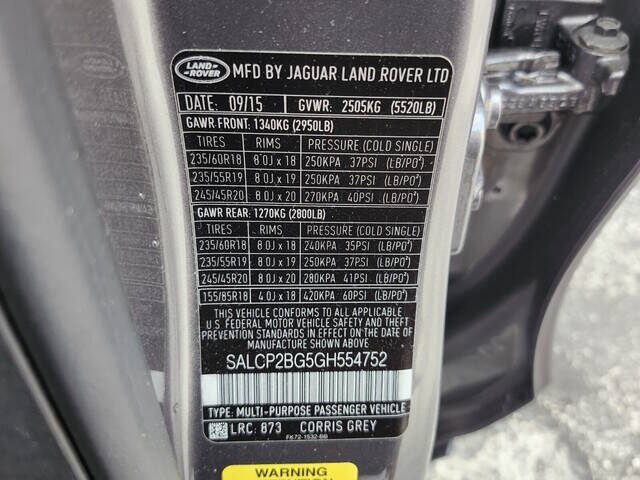 LAND-ROVER
MFD BY JAGUAR LAND ROVER LTD
DATE: 09/15 GVWR: 2505KG (5520LB)
GAWR FRONT: 1340KG (2950LB)
TIRES RIMS PRESSURE (COLD SINGLE)
235/60R18 8.0J x 18 250KPA 37PSI (LB/PO²)
235/55R19 8.0J x 19 250KPA 37PSI (LB/PO²)
245/45R20 8.0J x 20 270KPA 40PSI (LB/PO²)
GAWR REAR: 1270KG (2800LB)
TIRES RIMS PRESSURE (COLD SINGLE)
235/60R18 8.0J x 18 240KPA 35PSI (LB/PO²)
235/55R19 8.0J x 19 250KPA 37PSI (LB/PO²)
245/45R20 8.0J x 20 280KPA 41PSI (LB/PO²)
155/85R18 4.0J x 18 420KPA 60PSI (LB/PO²)
THIS VEHICLE CONFORMS TO ALL APPLICABLE
U.S. FEDERAL MOTOR VEHICLE SAFETY STANDARDS
IN EFFECT ON THE DATE OF
MANUFACTURE SHOWN ABOVE
SALCP2BG5GH554752
TYPE: MULTI-PURPOSE PASSENGER VEHICLE
LRC: 873 CORRIS GREY
FK72-1532-BB
WARNING